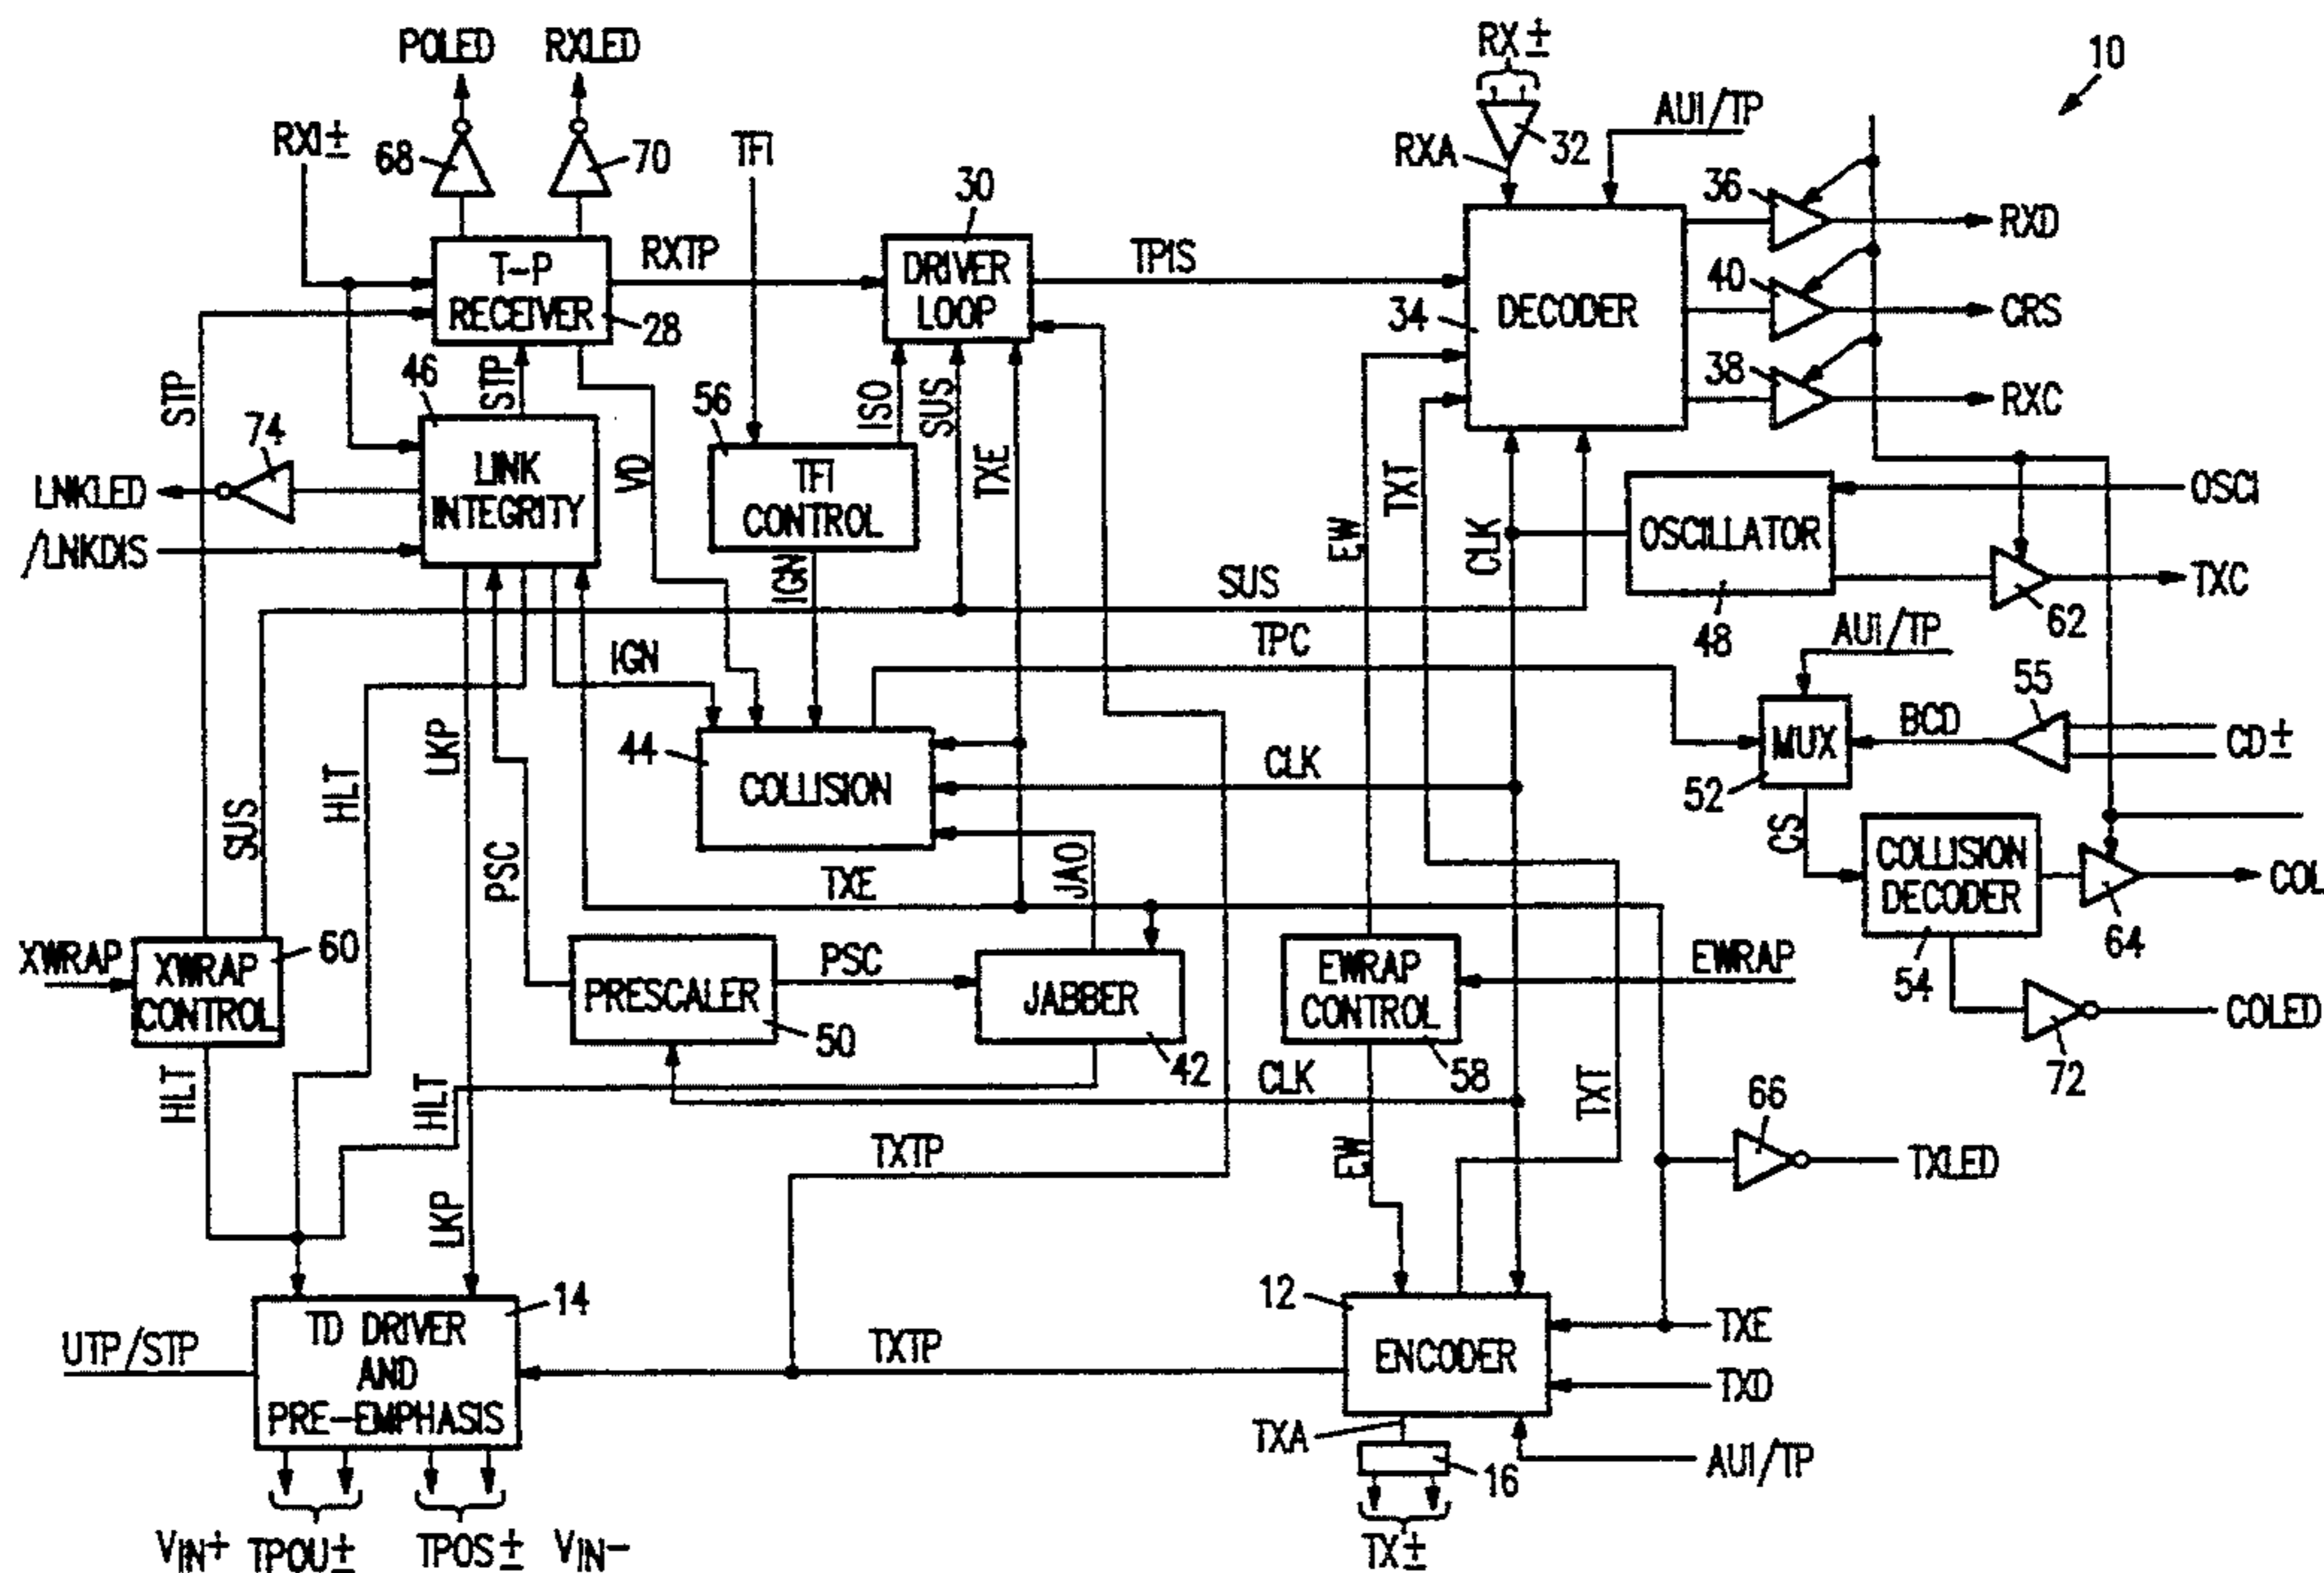 POLED
RXLED
RX±
10
RXI±
68
70
TFI
RXA
32
AUI/TP
30
36
RXD
T-P
RECEIVER
28
RXTP
DRIVER
LOOP
TPIS
34
DECODER
40
CRS
38
RXC
STP
46
STP
56
ISO
SUS
74
LINK
INTEGRITY
VD
TFI
CONTROL
TXE
EW
TXT
CLK
LNKLED
/LNKDIS
OSCILLATOR
OSCI
IGN
SUS
48
62
TXC
IGN
TPC
AUI/TP
55
LKP
44
COLLISION
CLK
MUX
BCD
CD±
52
HLT
SUS
PSC
TXE
JAO
CS
COLLISION
DECODER
COL
64
54
XWRAP
XWRAP
CONTROL
60
PRESCALER
50
PSC
JABBER
42
EWRAP
CONTROL
58
EWRAP
COLED
72
HLT
HLT
CLK
TXT
66
TXTP
EW
TXLED
LKP
14
TD DRIVER
AND
PRE-EMPHASIS
UTP/STP
TXTP
12
ENCODER
TXE
TXD
TXA
16
AUI/TP
VIN+
TPOU±
TPOS±
VIN-
TX±